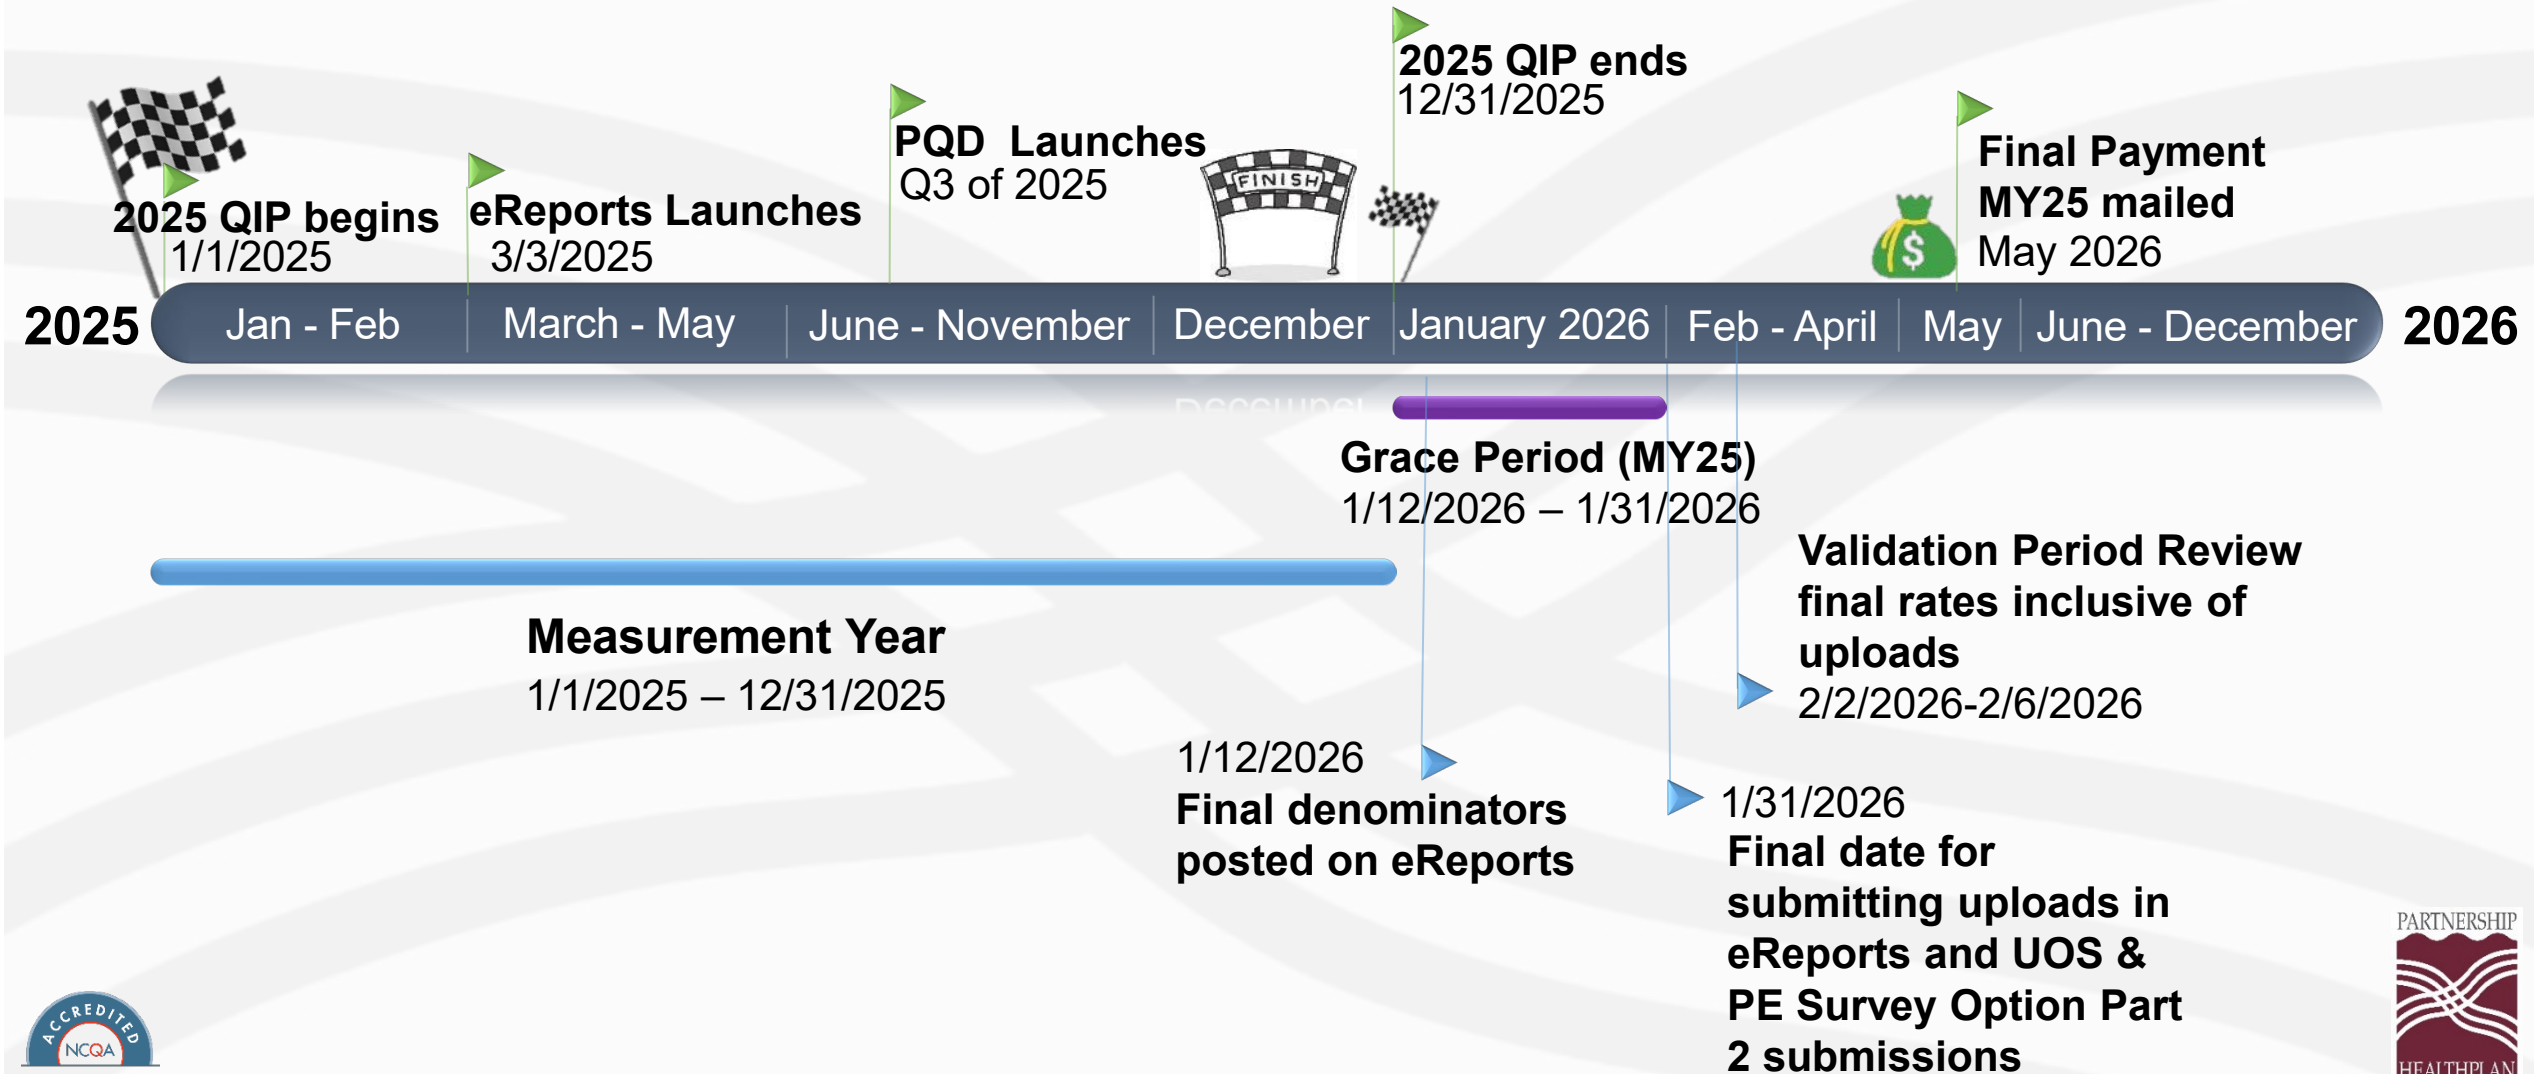 2025 QIP begins
1/1/2025
eReports Launches
3/3/2025
PQD  Launches
Q3 of 2025
FINISH
2025 QIP ends
12/31/2025
Final Payment
MY25 mailed
May 2026
$
2025
Jan - Feb
March - May
June - November
December
January 2026
Feb - April
May
June - December
2026
Grace Period (MY25)
1/12/2026 – 1/31/2026
Measurement Year
1/1/2025 – 12/31/2025
Validation Period Review
final rates inclusive of
uploads
2/2/2026-2/6/2026
1/12/2026
Final denominators
posted on eReports
1/31/2026
Final date for
submitting uploads in
eReports and UOS &
PE Survey Option Part
2 submissions
ACCREDITED
NCQA
PARTNERSHIP
HEALTHPLAN